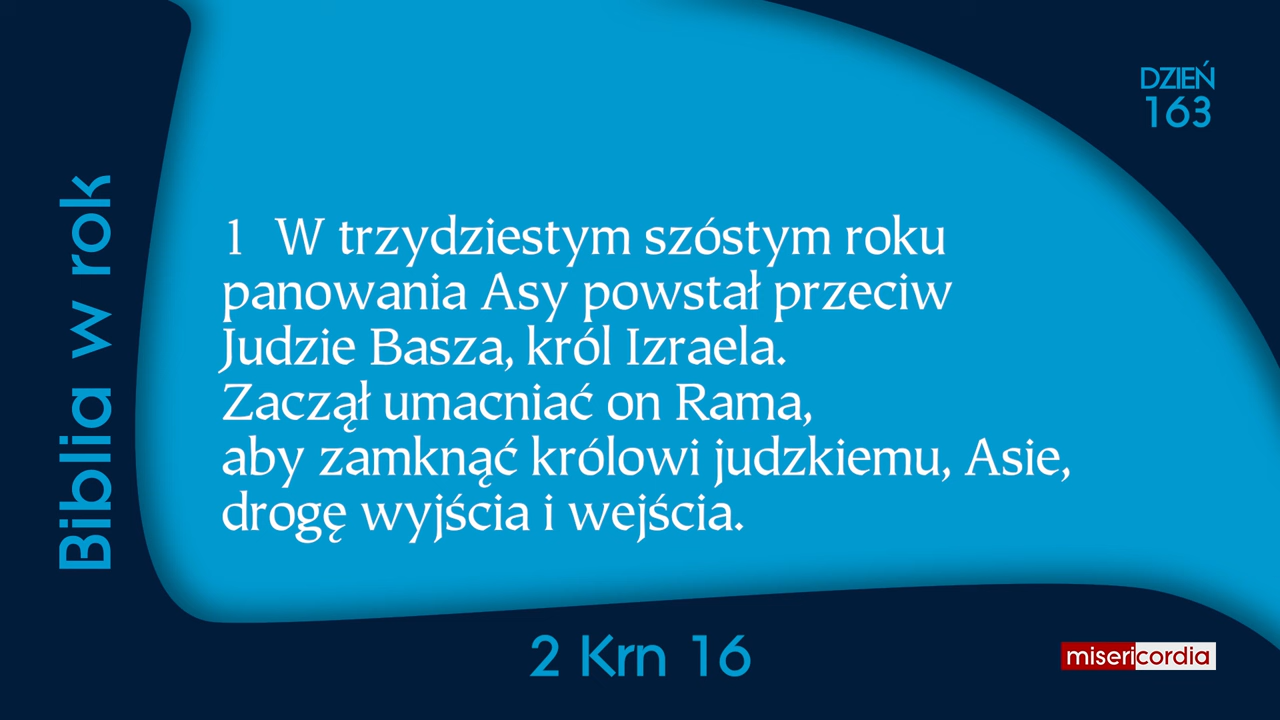 DZIEŃ
163
Biblia w rok
1 W trzydziestym szóstym roku
panowania Asy powstał przeciw
Judzie Basza, król Izraela.
Zaczął umacniać on Rama,
aby zamknąć królowi judzkiemu, Asie,
drogę wyjścia i wejścia.
2 Krn 16
misericordia